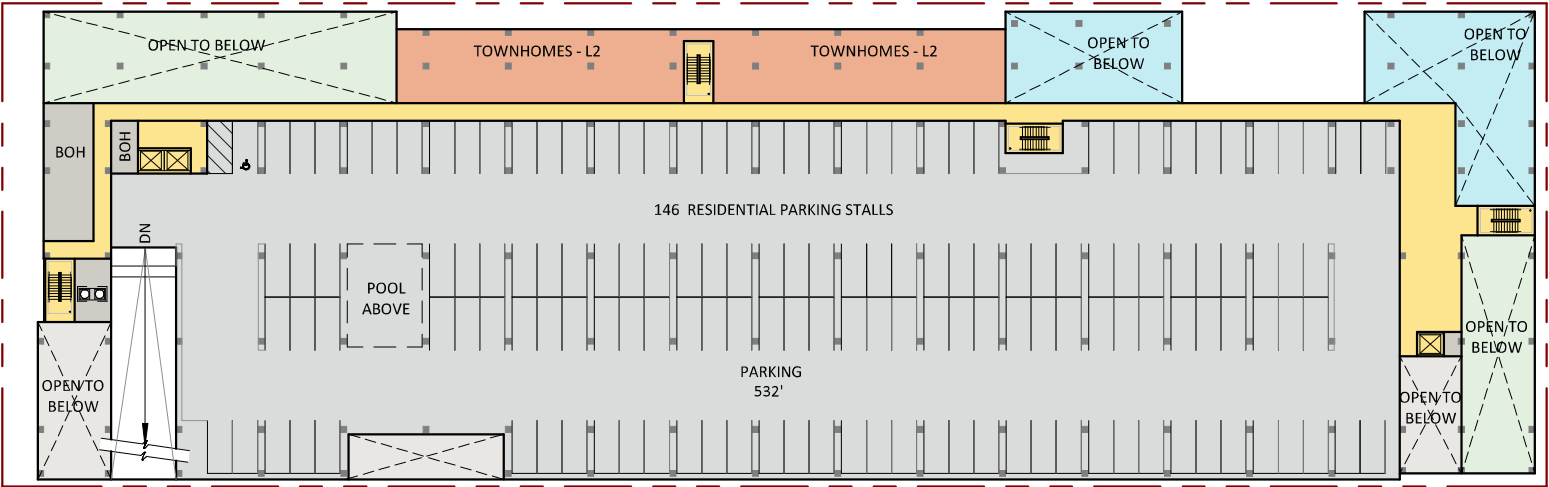 OPEN TO BELOW
TOWNHOMES - L2
TOWNHOMES - L2
OPEN TO
BELOW
OPEN TO
BELOW
BOH
BOH
146 RESIDENTIAL PARKING STALLS
DN
POOL
ABOVE
OPEN TO
BELOW
PARKING
532'
OPEN TO
BELOW
OPEN TO
BELOW